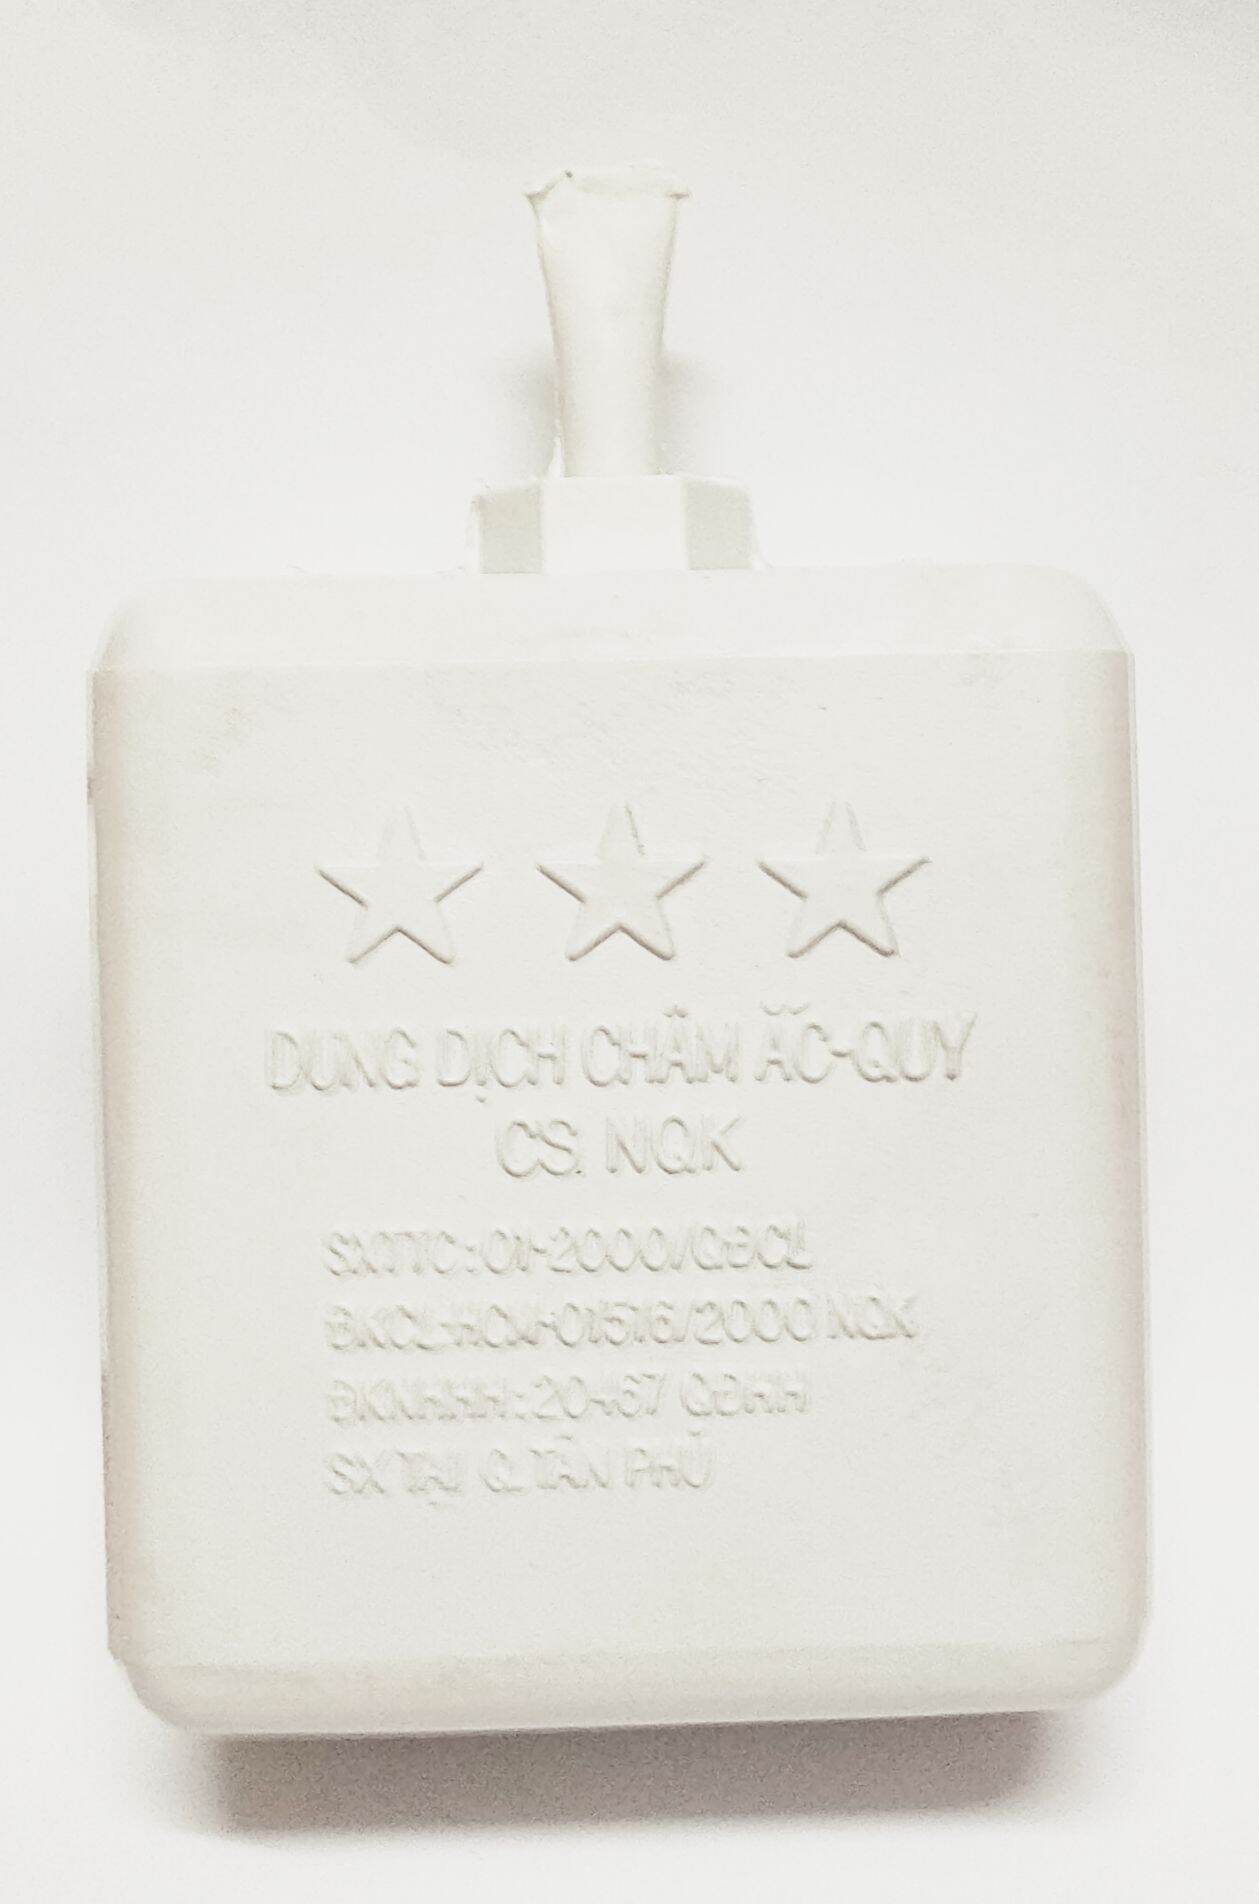 DUNG DỊCH CHÂM ẮC-QUY
CS. NQK
SXTTC:01-2000/QĐCL
ĐKCL-HCM-01516/2000 NQK
ĐKNHHH:20467 QĐHH
SX TẠI Q. TÂN PHÚ